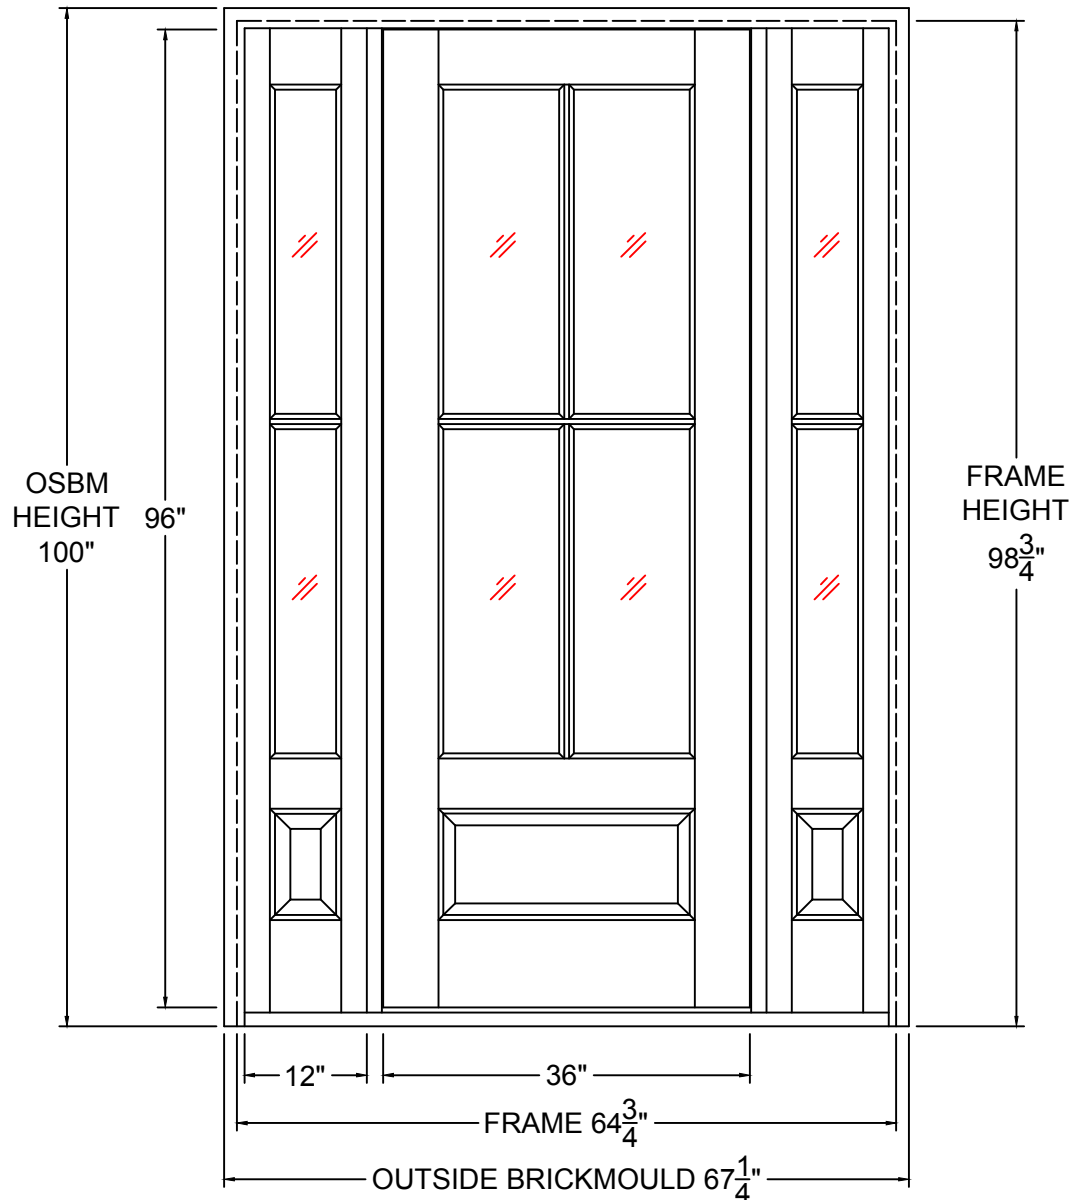 OSBM
HEIGHT
100"
96"
FRAME
HEIGHT
98 3/4"
12"
36"
FRAME 64 3/4"
OUTSIDE BRICKMOULD 67 1/4"